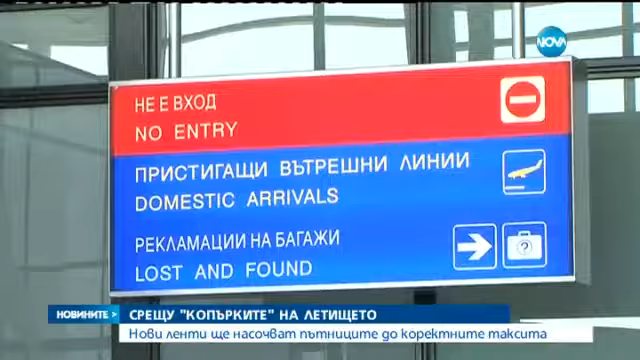 NOVA
НЕ Е ВХОД
NO ENTRY
ПРИСТИГАЩИ ВЪТРЕШНИ ЛИНИИ
DOMESTIC ARRIVALS
РЕКЛАМАЦИИ НА БАГАЖИ
LOST AND FOUND
НОВИНИТЕ> СРЕЩУ "КОПЪРКИТЕ" НА ЛЕТИЩЕТО
Нови ленти ще насочват пътниците до коректните таксита